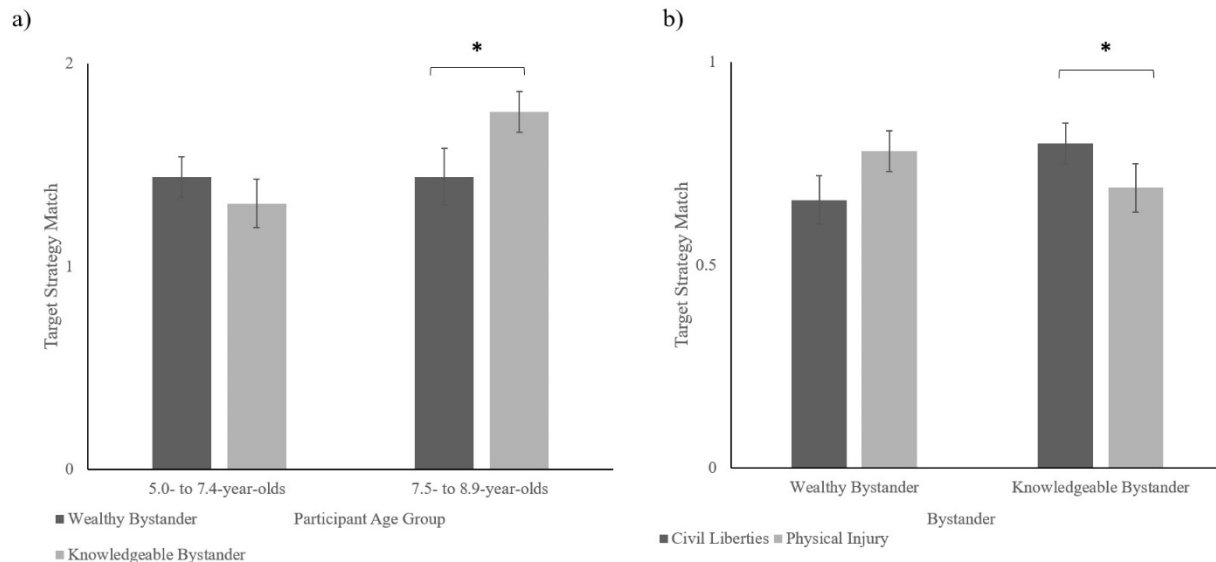 a)
*
2
1
0
Target Strategy Match
5.0- to 7.4-year-olds
7.5- to 8.9-year-olds
Participant Age Group
Wealthy Bystander
Knowledgeable Bystander
b)
*
1
0.5
0
Target Strategy Match
Wealthy Bystander
Knowledgeable Bystander
Bystander
Civil Liberties
Physical Injury